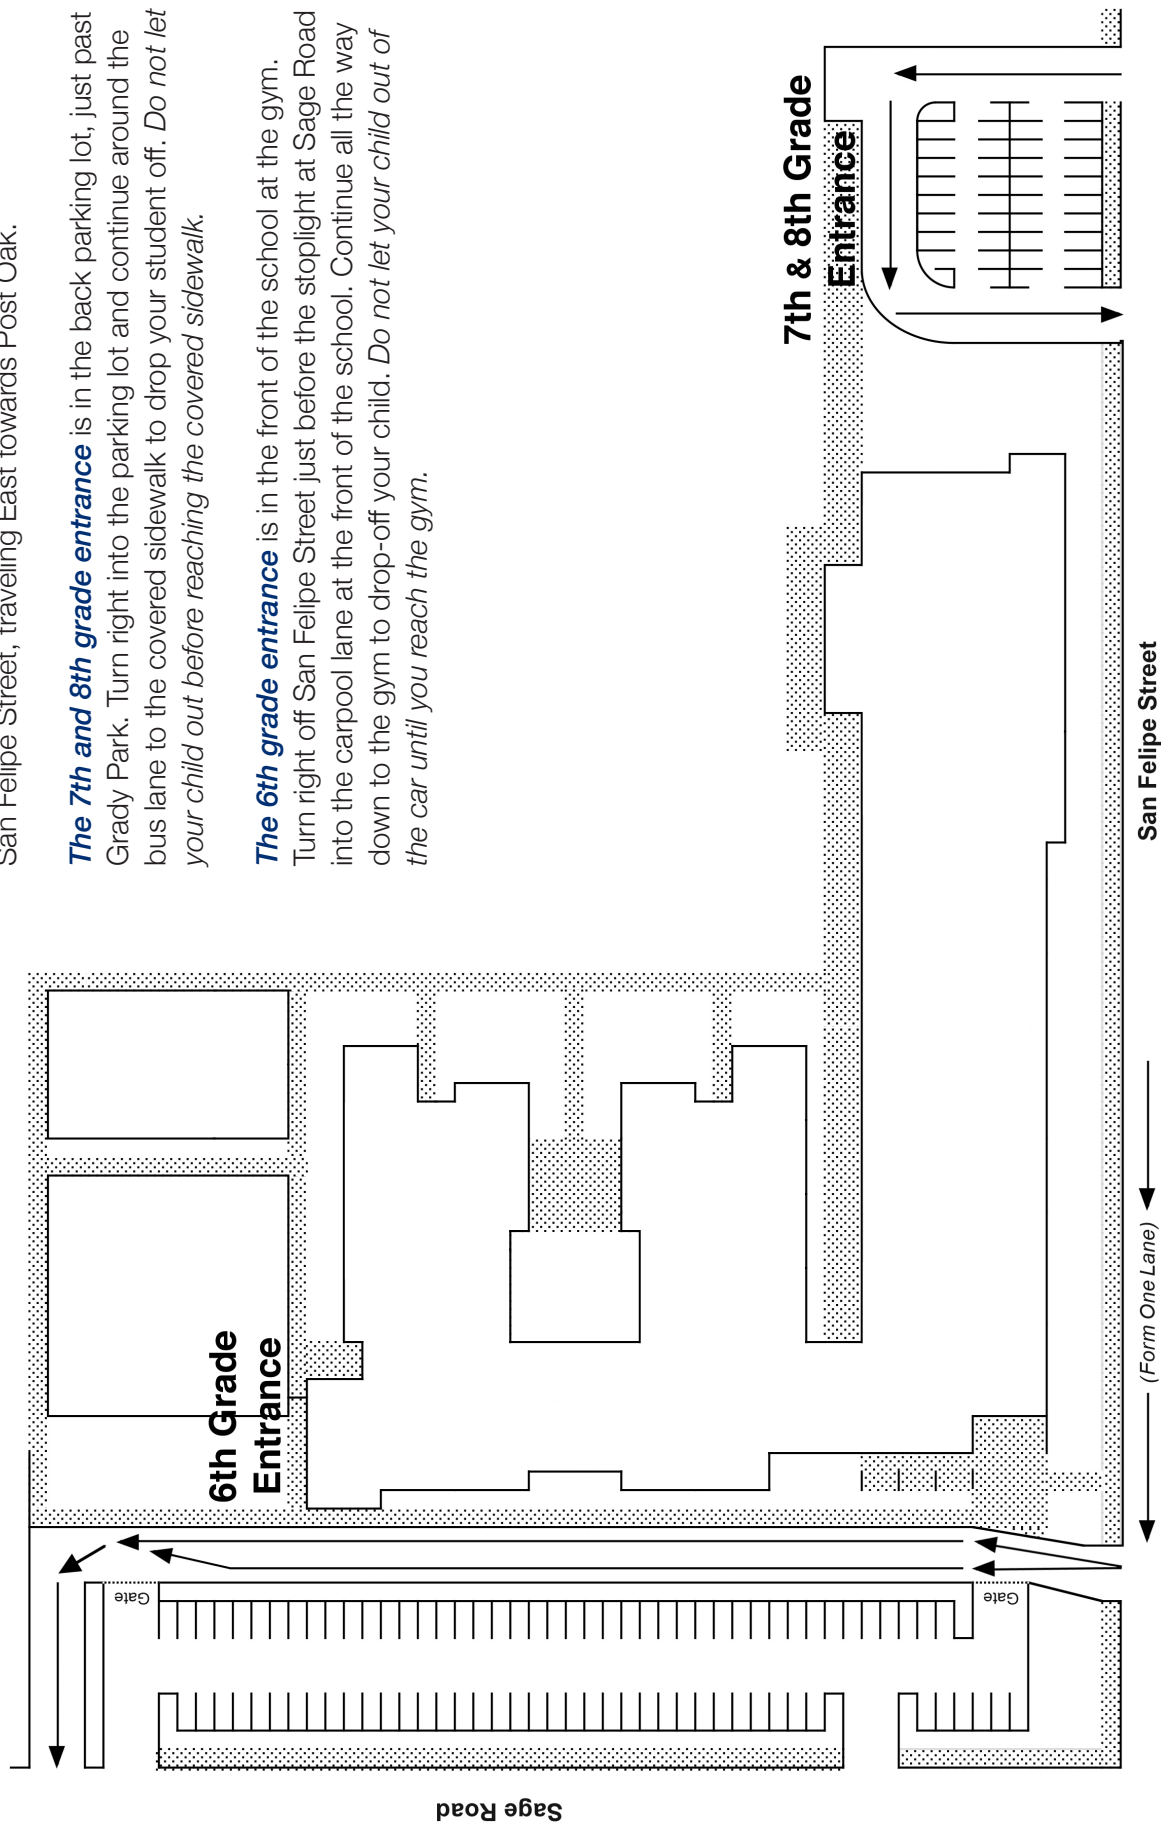 San Felipe Street, traveling East towards Post Oak.
The 7th and 8th grade entrance is in the back parking lot, just past
Grady Park. Turn right into the parking lot and continue around the
bus lane to the covered sidewalk to drop your student off. Do not let
your child out before reaching the covered sidewalk.
The 6th grade entrance is in the front of the school at the gym.
Turn right off San Felipe Street just before the stoplight at Sage Road
into the carpool lane at the front of the school. Continue all the way
down to the gym to drop-off your child. Do not let your child out of
the car until you reach the gym.
6th Grade
Entrance
7th & 8th Grade
Entrance
Gate
Gate
Sage Road
(Form One Lane)
San Felipe Street